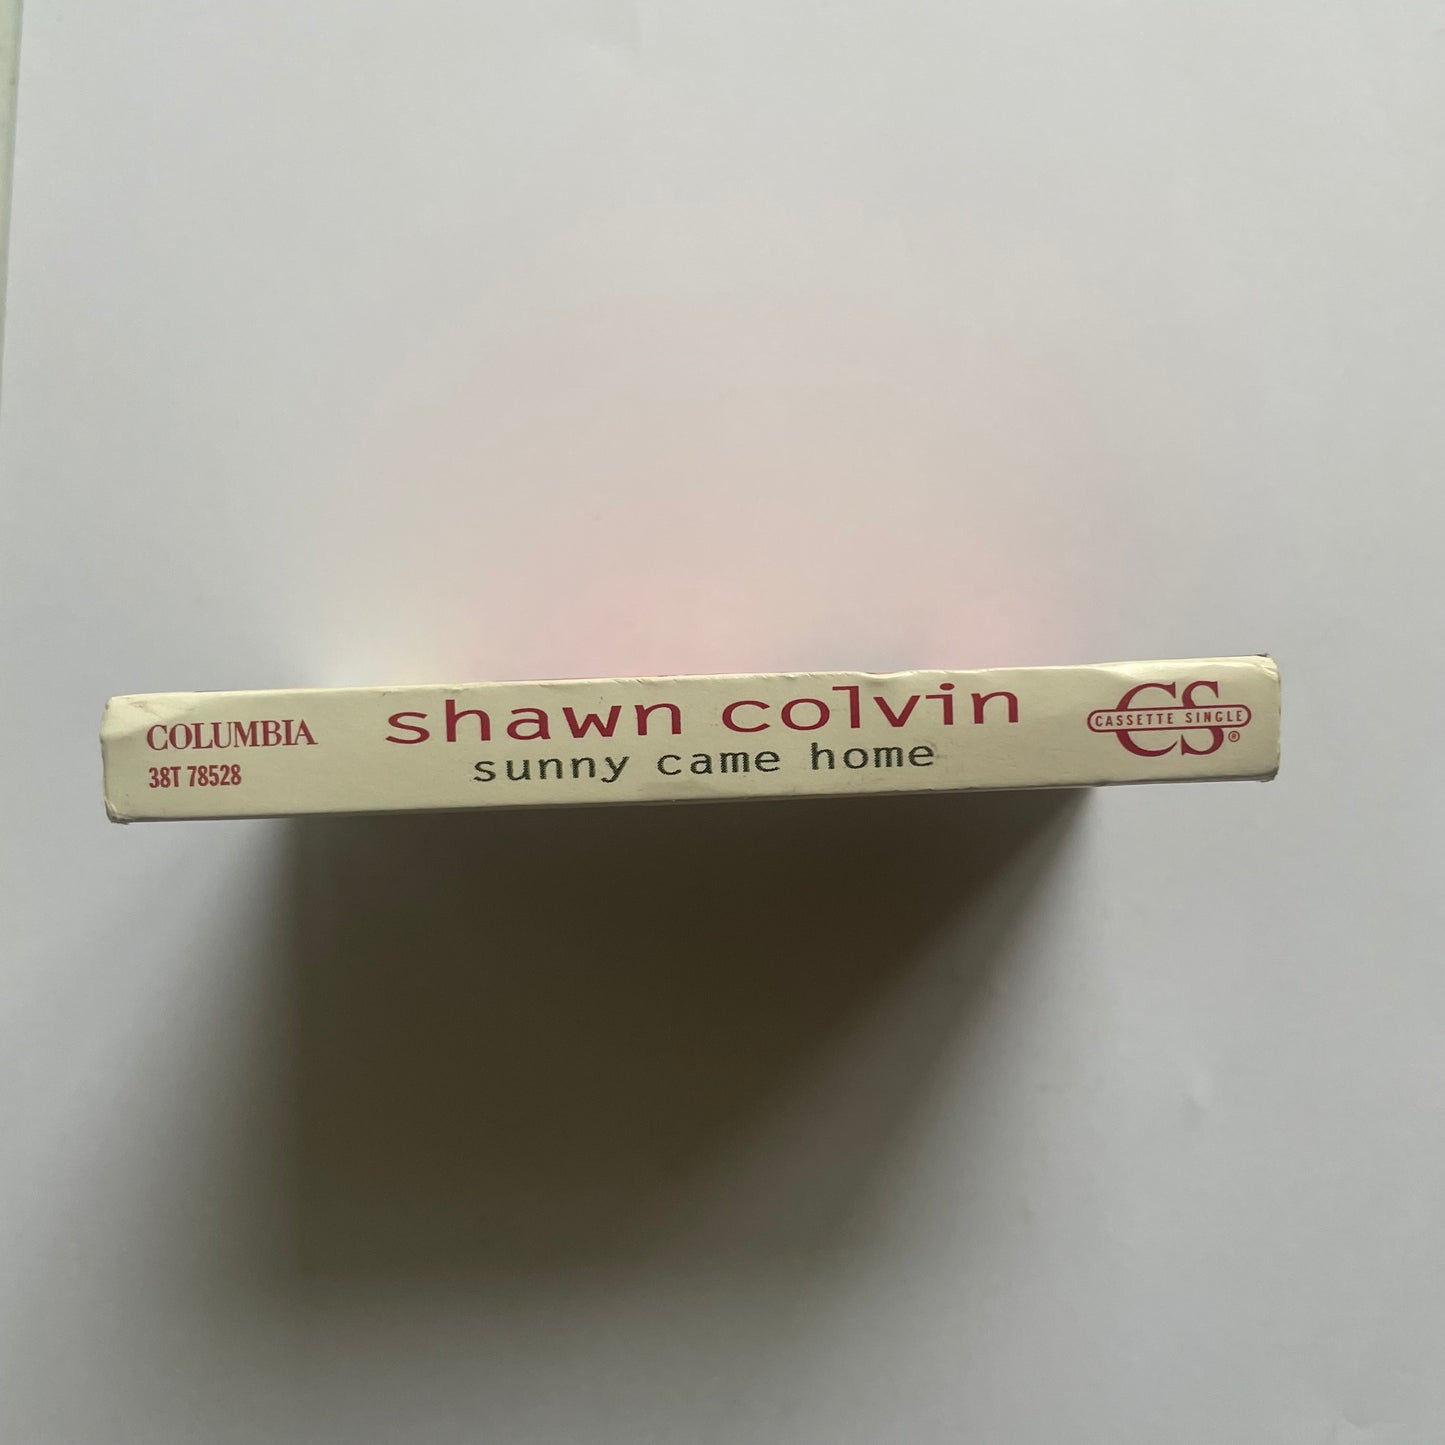 COLUMBIA
38T 78528
shawn colvin
sunny came home
CS
CASSETTE SINGLE
®